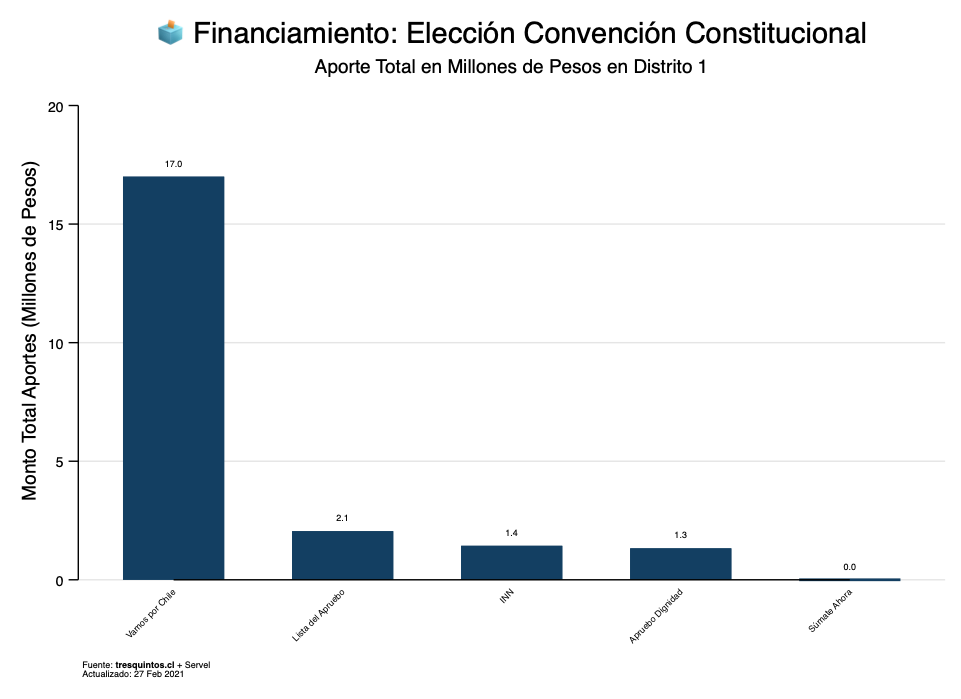 Financiamiento: Elección Convención Constitucional
Aporte Total en Millones de Pesos en Distrito 1
Monto Total Aportes (Millones de Pesos)
20
15
10
5
0
17.0
2.1
1.4
1.3
0.0
Vamos por Chile
Lista del Apruebo
INN
Apruebo Dignidad
Súmate Ahora
Fuente: tresquintos.cl + Servel
Actualizado: 27 Feb 2021